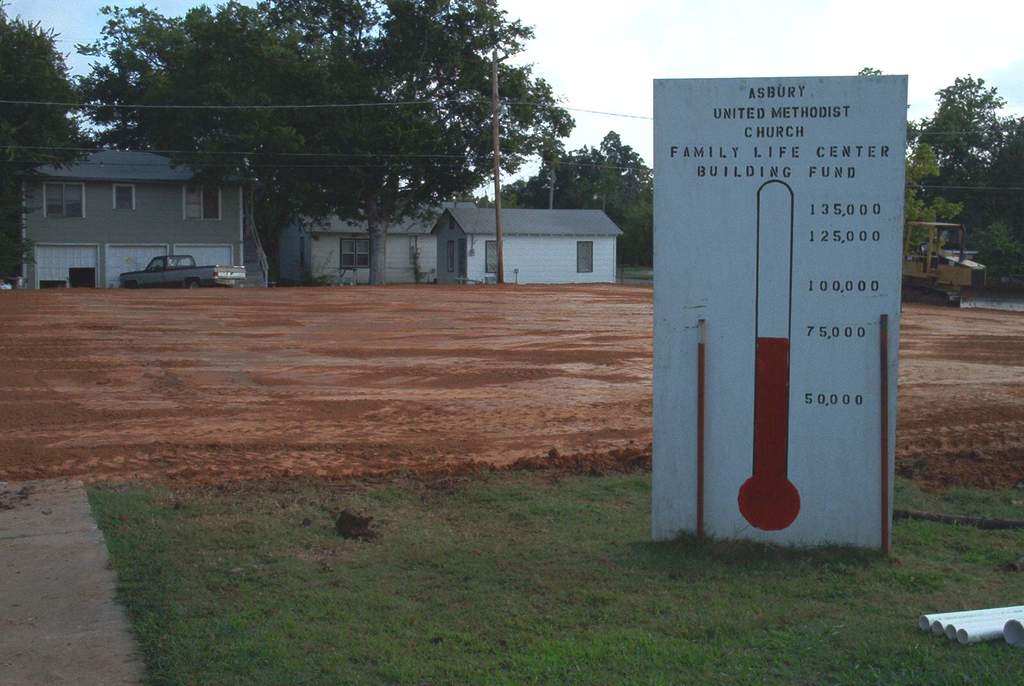 ASBURY
UNITED METHODIST
CHURCH
FAMILY LIFE CENTER
BUILDING FUND
135,000
125,000
100,000
75,000
50,000